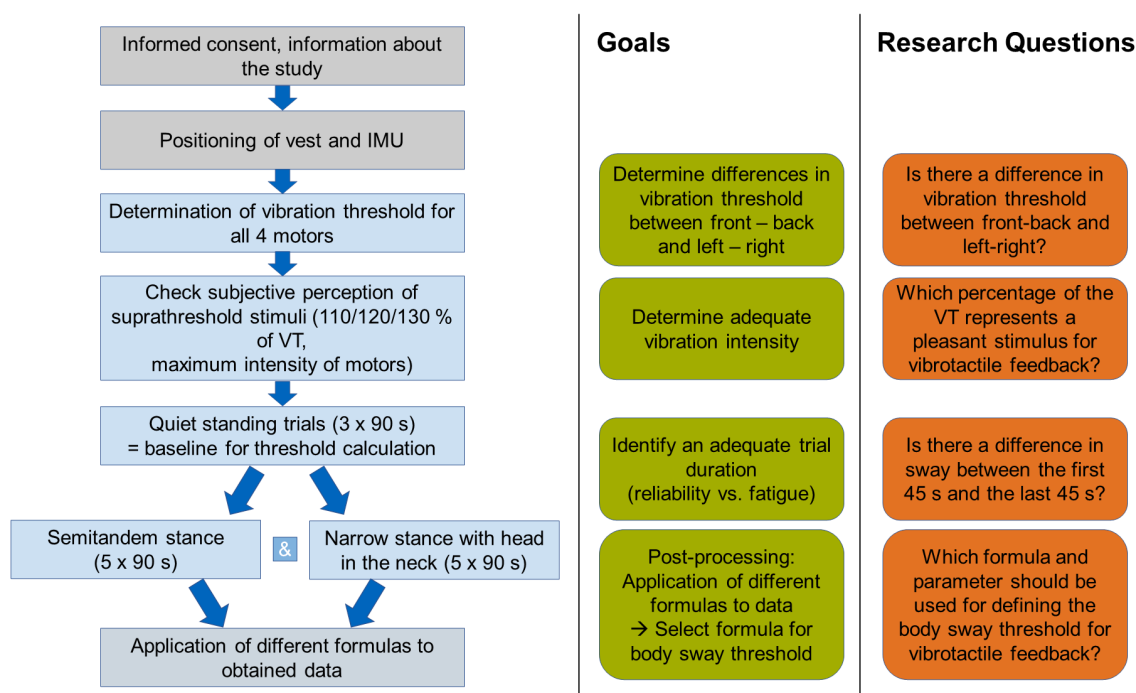 Informed consent, information about
the study
Positioning of vest and IMU
Determination of vibration threshold for
all 4 motors
Check subjective perception of
suprathreshold stimuli (110/120/130 %
of VT,
maximum intensity of motors)
Quiet standing trials (3 x 90 s)
= baseline for threshold calculation
Semitandem stance
(5 x 90 s)
&
Narrow stance with head
in the neck (5 x 90 s)
Application of different formulas to
obtained data
Goals
Determine differences in
vibration threshold
between front – back
and left – right
Determine adequate
vibration intensity
Identify an adequate trial
duration
(reliability vs. fatigue)
Post-processing:
Application of different
formulas to data
→ Select formula for
body sway threshold
Research Questions
Is there a difference in
vibration threshold
between front-back and
left-right?
Which percentage of the
VT represents a
pleasant stimulus for
vibrotactile feedback?
Is there a difference in
sway between the first
45 s and the last 45 s?
Which formula and
parameter should be
used for defining the
body sway threshold for
vibrotactile feedback?